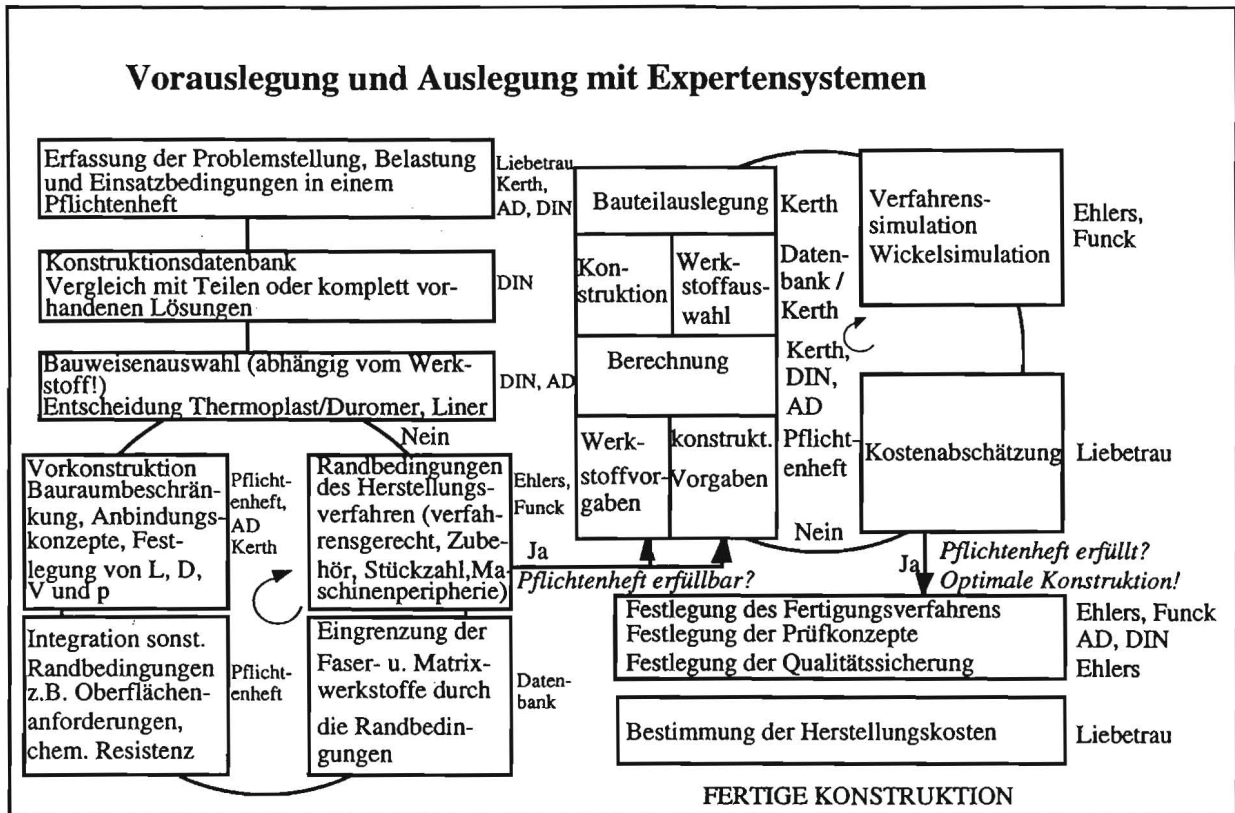 Vorauslegung und Auslegung mit Expertensystemen
Erfassung der Problemstellung, Belastung
und Einsatzbedingungen in einem
Pflichtenheft
Liebetrau
Kerth,
AD, DIN
Konstruktionsdatenbank
Vergleich mit Teilen oder komplett vor-
handenen Lösungen
DIN
Bauweisenauswahl (abhängig vom Werk-
stoff!)
Entscheidung Thermoplast/Duromer, Liner
DIN, AD
Nein
Vorkonstruktion
Bauraumbeschrän-
kung, Anbindungs-
konzepte, Fest-
legung von L, D,
V und p
Pflicht-
enheft,
AD
Kerth
Randbedingungen
des Herstellungs-
verfahren (verfah-
rensgerecht, Zube-
hör, Stückzahl,Ma-
schinenperipherie)
Ehlers,
Funck
Ja
Pflichtenheft erfüllbar?
Integration sonst.
Randbedingungen
z.B. Oberflächen-
anforderungen,
chem. Resistenz
Pflicht-
enheft
Eingrenzung der
Faser- u. Matrix-
werkstoffe durch
die Randbedin-
gungen
Daten-
bank
Bauteilauslegung
Kerth
Kon-
struktion
Werk-
stoffaus-
wahl
Daten-
bank /
Kerth
Berechnung
Kerth,
DIN,
AD
Werk-
stoffvor-
gaben
konstrukt.
Vorgaben
Pflicht-
enheft
Verfahrens-
simulation
Wickelsimulation
Ehlers,
Funck
Kostenabschätzung
Liebetrau
Nein
Ja
Pflichtenheft erfüllt?
Optimale Konstruktion!
Festlegung des Fertigungsverfahrens
Festlegung der Prüfkonzepte
Festlegung der Qualitätssicherung
Ehlers, Funck
AD, DIN
Ehlers
Bestimmung der Herstellungskosten
Liebetrau
FERTIGE KONSTRUKTION